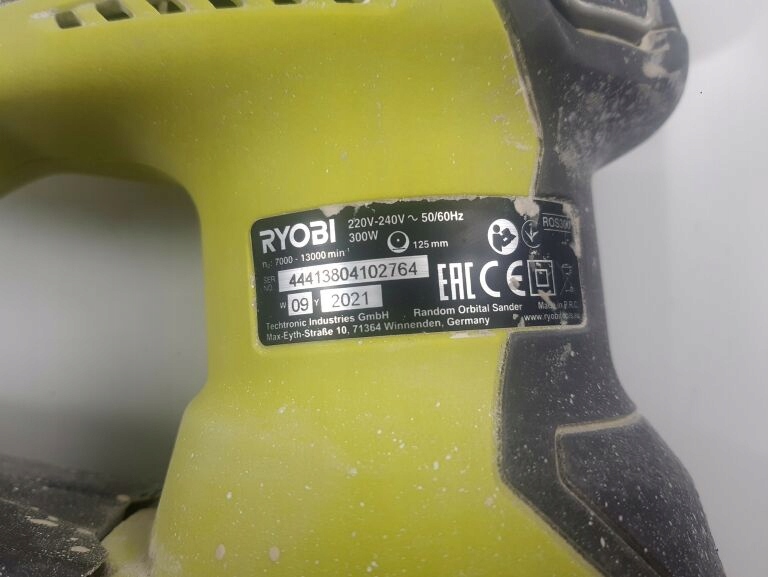 RYOBI 220V-240V ~ 50/60Hz
300W 125 mm
n₀: 7000 - 13000 min⁻¹
SER NO. 44413804102764
W 09 Y 2021
EAC CE
Techtronic Industries GmbH Random Orbital Sander Made in P.R.C.
Max-Eyth-Straße 10, 71364 Winnenden, Germany